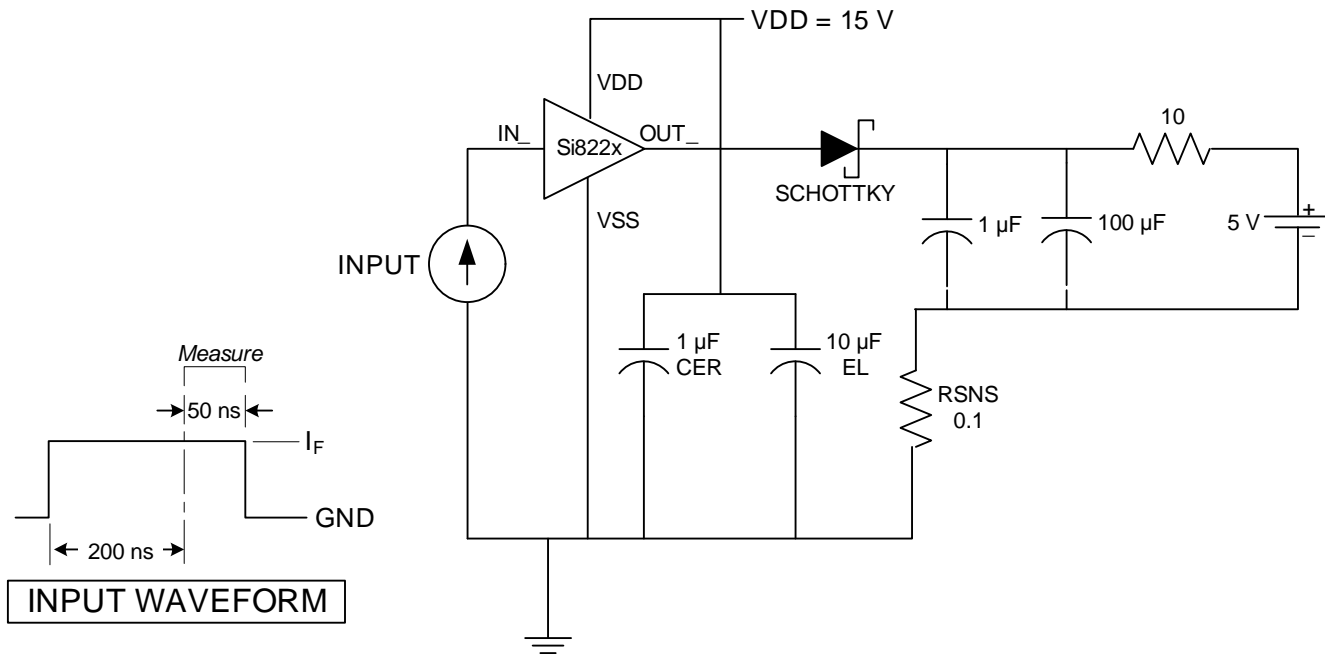 VDD = 15 V
VDD
10
IN_
Si822x
OUT_
SCHOTTKY
VSS
1 µF
100 µF
5 V
+
–
INPUT
1 µF
CER
10 µF
EL
RSNS
0.1
Measure
50 ns
IF
GND
200 ns
INPUT WAVEFORM